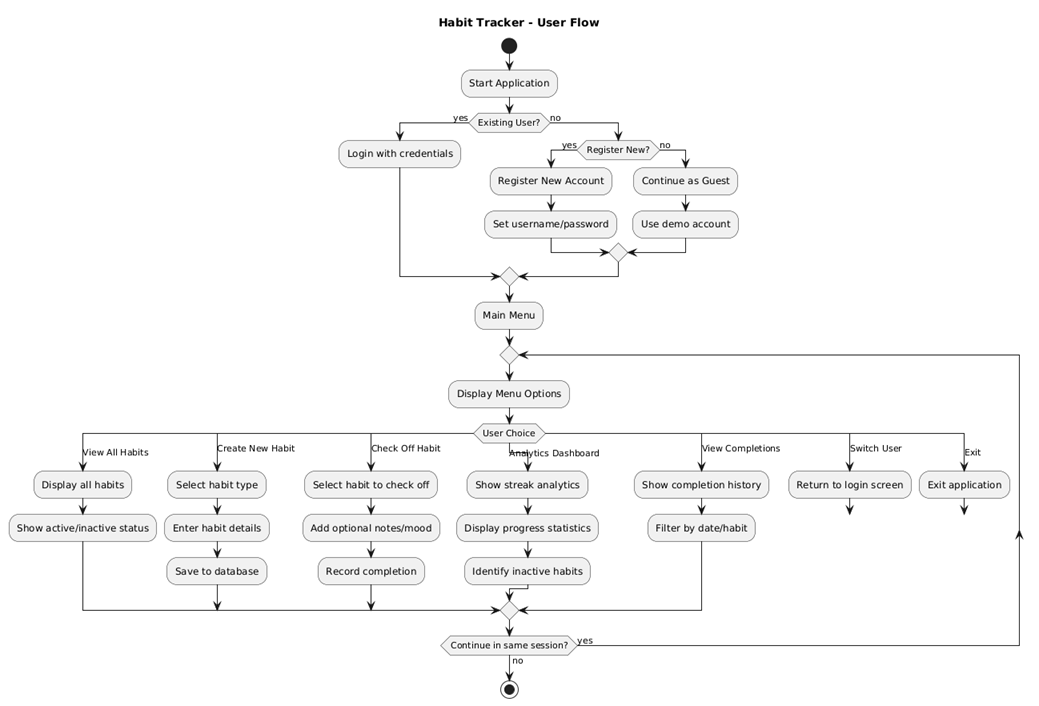 Habit Tracker - User Flow
Start Application
yes
Existing User?
no
Login with credentials
yes
Register New?
no
Register New Account
Continue as Guest
Set username/password
Use demo account
Main Menu
Display Menu Options
User Choice
View All Habits
Create New Habit
Check Off Habit
Analytics Dashboard
View Completions
Switch User
Exit
Display all habits
Select habit type
Select habit to check off
Show streak analytics
Show completion history
Return to login screen
Exit application
Show active/inactive status
Enter habit details
Add optional notes/mood
Display progress statistics
Filter by date/habit
Save to database
Record completion
Identify inactive habits
Continue in same session?
yes
no